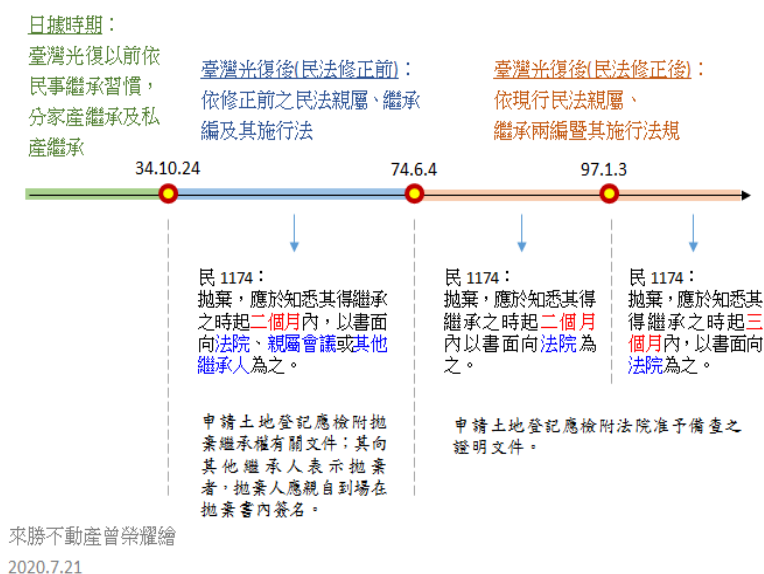 日據時期：
臺灣光復以前依
民事繼承習慣，
分家產繼承及私
產繼承
臺灣光復後(民法修正前)：
依修正前之民法親屬、繼承
編及其施行法
臺灣光復後(民法修正後)：
依現行民法親屬、
繼承兩編暨其施行法規
34.10.24
74.6.4
97.1.3
民 1174：
拋棄，應於知悉其得繼承
之時起二個月內，以書面
向法院、親屬會議或其他
繼承人為之。
民 1174：
拋棄，應於知悉其得
繼承之時起二個月
內以書面向法院為
之。
民 1174：
拋棄，應於知悉其
得繼承之時起三
個月內，以書面向
法院為之。
申請土地登記應檢附拋
棄繼承權有關文件；其向
其他繼承人表示拋棄
者，拋棄人應親自到場在
拋棄書內簽名。
申請土地登記應檢附法院准予備查之
證明文件。
來勝不動產曾榮耀繪
2020.7.21